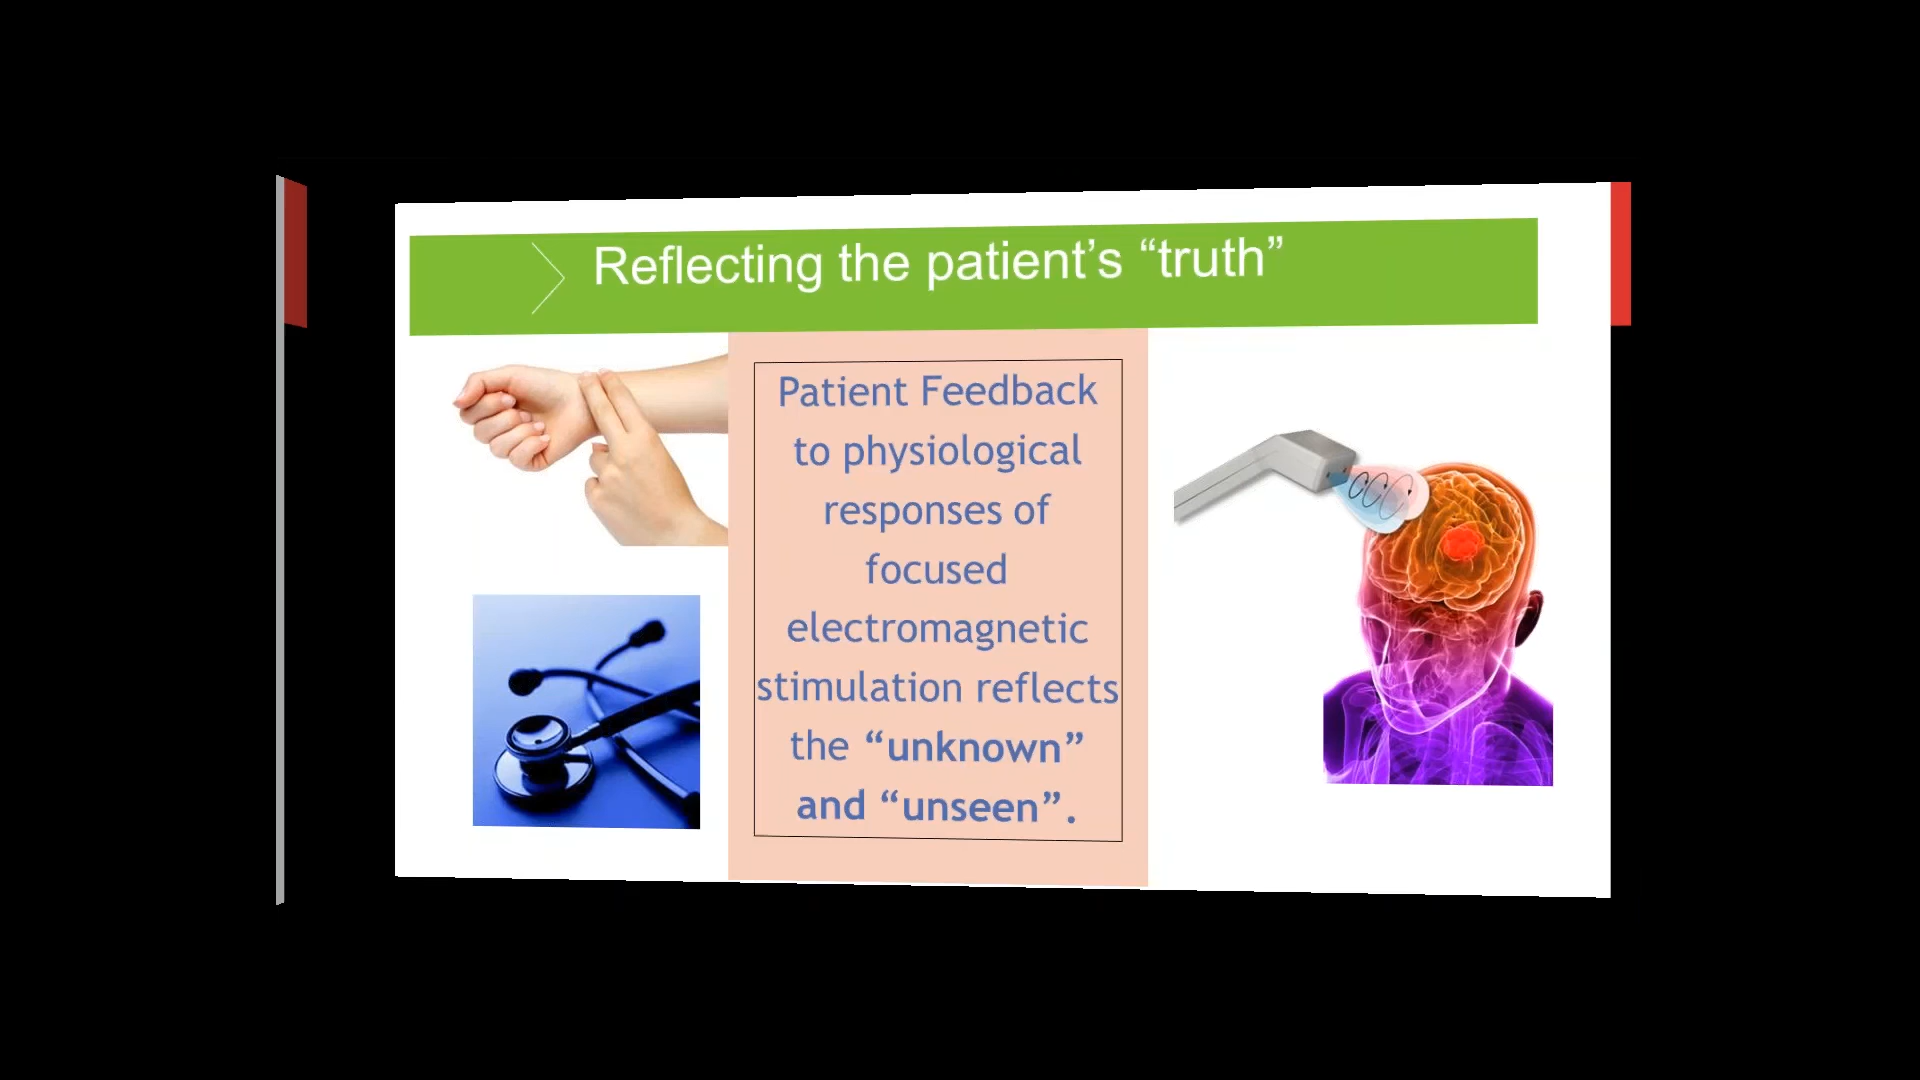 Reflecting the patient’s “truth”
Patient Feedback
to physiological
responses of
focused
electromagnetic
stimulation reflects
the “unknown”
and “unseen”.